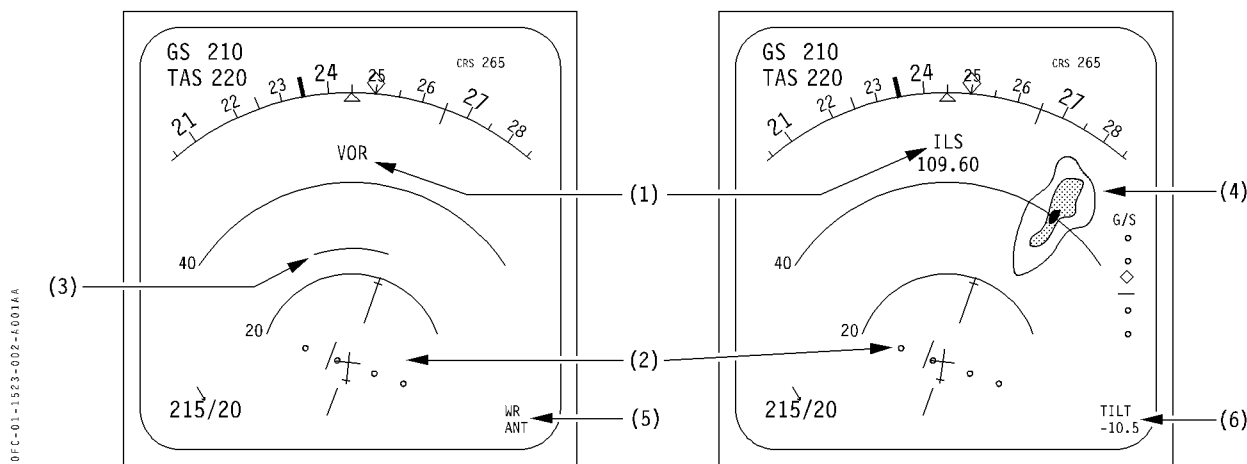 GS 210
TAS 220
CRS 265
21 22 23 24 25 26 27 28
VOR
40
20
215/20
WR
ANT
(1)
(2)
(3)
(4)
(5)
(6)
GS 210
TAS 220
CRS 265
21 22 23 24 25 26 27 28
ILS
109.60
G/S
40
20
215/20
TILT
-10.5
0FC-01-1523-002-A001AA